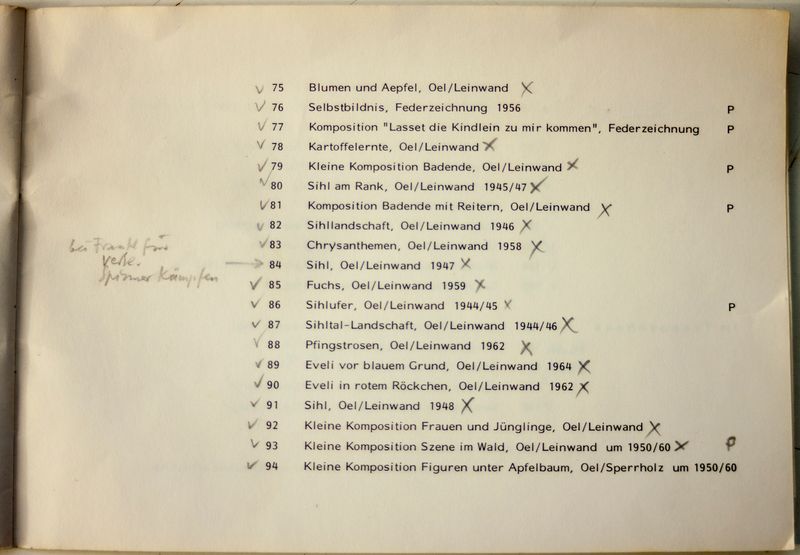 ✓ 75 Blumen und Aepfel, Oel/Leinwand X
✓ 76 Selbstbildnis, Federzeichnung 1956 P
✓ 77 Komposition "Lasset die Kindlein zu mir kommen", Federzeichnung P
✓ 78 Kartoffelernte, Oel/Leinwand X
✓ 79 Kleine Komposition Badende, Oel/Leinwand X P
✓ 80 Sihl am Rank, Oel/Leinwand 1945/47 X
✓ 81 Komposition Badende mit Reitern, Oel/Leinwand X P
✓ 82 Sihllandschaft, Oel/Leinwand 1946 X
✓ 83 Chrysanthemen, Oel/Leinwand 1958 X
bei für
84 Sihl, Oel/Leinwand 1947 X
Kämpfen
✓ 85 Fuchs, Oel/Leinwand 1959 X
✓ 86 Sihlufer, Oel/Leinwand 1944/45 X P
✓ 87 Sihltal-Landschaft, Oel/Leinwand 1944/46 X
✓ 88 Pfingstrosen, Oel/Leinwand 1962 X
✓ 89 Eveli vor blauem Grund, Oel/Leinwand 1964 X
✓ 90 Eveli in rotem Röckchen, Oel/Leinwand 1962 X
✓ 91 Sihl, Oel/Leinwand 1948 X
✓ 92 Kleine Komposition Frauen und Jünglinge, Oel/Leinwand X
✓ 93 Kleine Komposition Szene im Wald, Oel/Leinwand um 1950/60 X P
✓ 94 Kleine Komposition Figuren unter Apfelbaum, Oel/Sperrholz um 1950/60